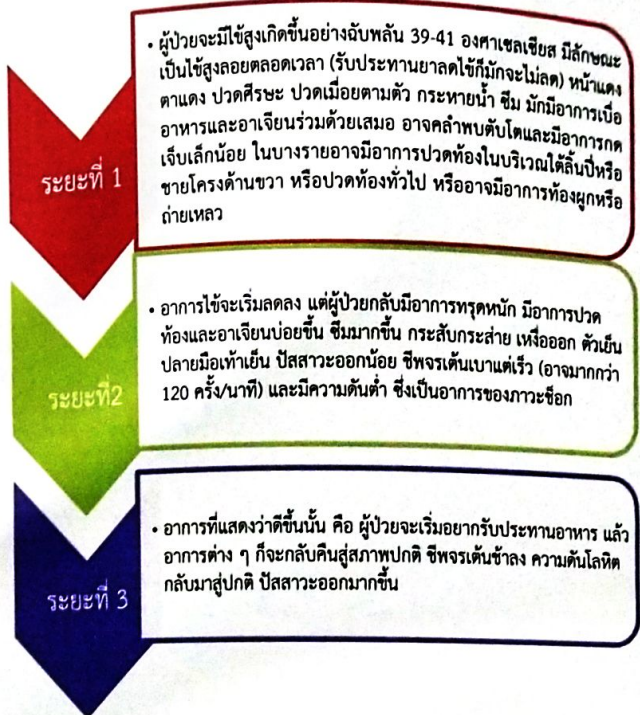 ระยะที่ 1
• ผู้ป่วยจะมีไข้สูงเกิดขึ้นอย่างฉับพลัน 39-41 องศาเซลเซียส มีลักษณะ
เป็นไข้สูงลอยตลอดเวลา (รับประทานยาลดไข้ก็มักจะไม่ลด) หน้าแดง
ตาแดง ปวดศีรษะ ปวดเมื่อยตามตัว กระหายน้ำ ซึม มักมีอาการเบื่อ
อาหารและอาเจียนร่วมด้วยเสมอ อาจคลำพบตับโตและมีอาการกด
เจ็บเล็กน้อย ในบางรายอาจมีอาการปวดท้องในบริเวณใต้ลิ้นปี่หรือ
ชายโครงด้านขวา หรือปวดท้องทั่วไป หรืออาจมีอาการท้องผูกหรือ
ถ่ายเหลว
ระยะที่2
• อาการไข้จะเริ่มลดลง แต่ผู้ป่วยกลับมีอาการทรุดหนัก มีอาการปวด
ท้องและอาเจียนบ่อยขึ้น ซึมมากขึ้น กระสับกระส่าย เหงื่อออก ตัวเย็น
ปลายมือเท้าเย็น ปัสสาวะออกน้อย ชีพจรเต้นเบาแต่เร็ว (อาจมากกว่า
120 ครั้ง/นาที) และมีความดันต่ำ ซึ่งเป็นอาการของภาวะช็อก
ระยะที่ 3
• อาการที่แสดงว่าดีขึ้นนั้น คือ ผู้ป่วยจะเริ่มอยากรับประทานอาหาร แล้ว
อาการต่าง ๆ ก็จะกลับคืนสู่สภาพปกติ ชีพจรเต้นช้าลง ความดันโลหิต
กลับมาสู่ปกติ ปัสสาวะออกมากขึ้น